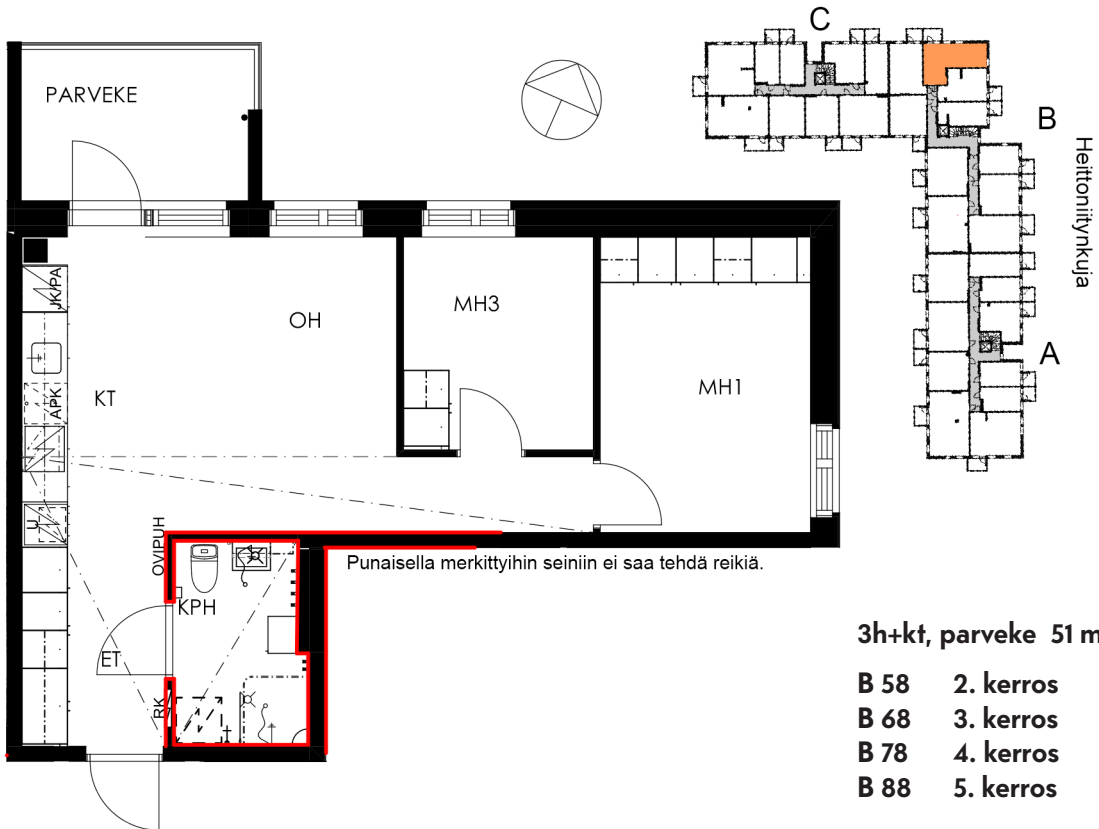 C
PARVEKE
B
Heittoniitynkuja
JK/PA
OH
MH3
A
MH1
KT
APK
U
OVIPUH
Punaisella merkittyihin seiniin ei saa tehdä reikiä.
KPH
ET
RK
3h+kt, parveke 51 m
B 58 2. kerros
B 68 3. kerros
B 78 4. kerros
B 88 5. kerros